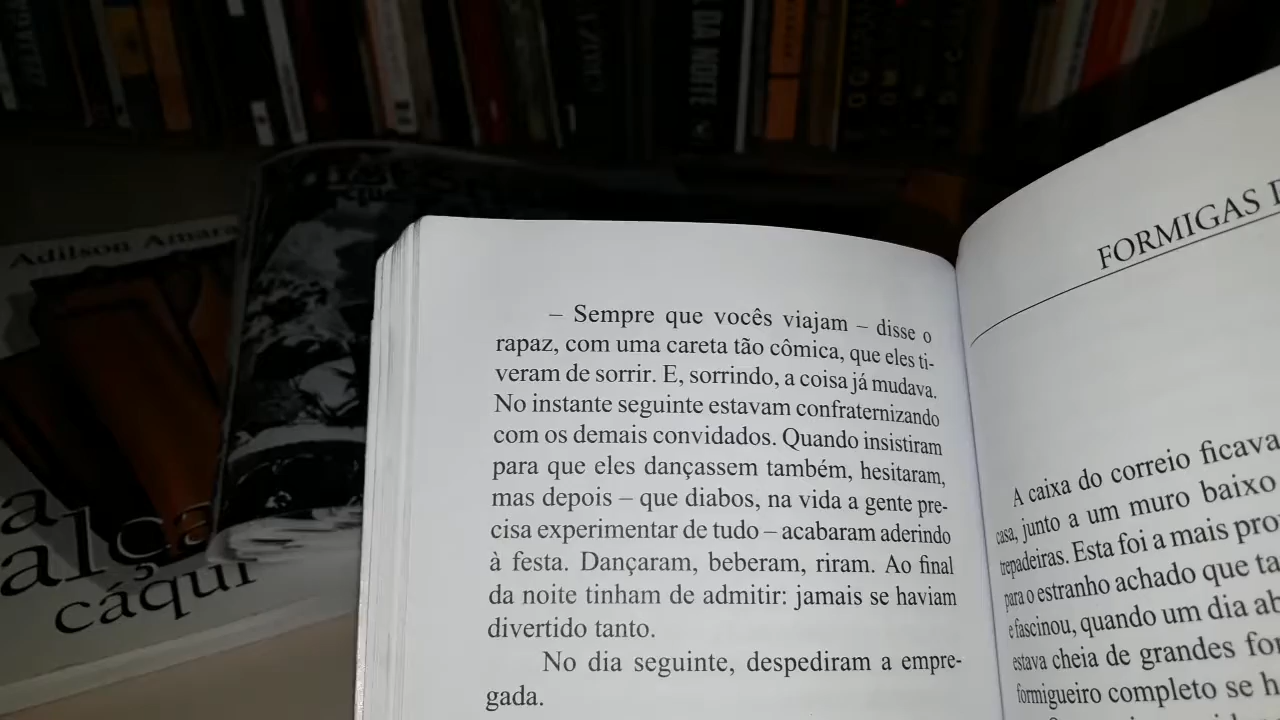 DA NOITE
Adilson Amara
a
alça
cáqui
– Sempre que vocês viajam – disse o
rapaz, com uma careta tão cômica, que eles ti-
veram de sorrir. E, sorrindo, a coisa já mudava.
No instante seguinte estavam confraternizando
com os demais convidados. Quando insistiram
para que eles dançassem também, hesitaram,
mas depois – que diabos, na vida a gente pre-
cisa experimentar de tudo – acabaram aderindo
à festa. Dançaram, beberam, riram. Ao final
da noite tinham de admitir: jamais se haviam
divertido tanto.
No dia seguinte, despediram a empre-
gada.
FORMIGAS D
A caixa do correio ficava
casa, junto a um muro baixo
trepadeiras. Esta foi a mais pro
para o estranho achado que ta
e fascinou, quando um dia ab
estava cheia de grandes for
formigueiro completo se h